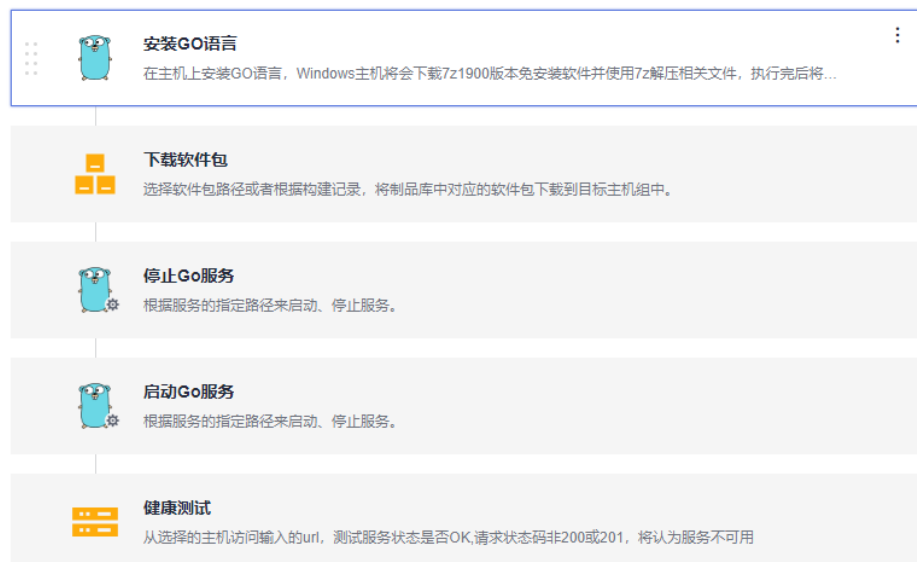 安装GO语言
在主机上安装GO语言，Windows主机将会下载7z1900版本免安装软件并使用7z解压相关文件，执行完后将...
下载软件包
选择软件包路径或者根据构建记录，将制品库中对应的软件包下载到目标主机组中。
停止Go服务
根据服务的指定路径来启动、停止服务。
启动Go服务
根据服务的指定路径来启动、停止服务。
健康测试
从选择的主机访问输入的url，测试服务状态是否OK,请求状态码非200或201，将认为服务不可用